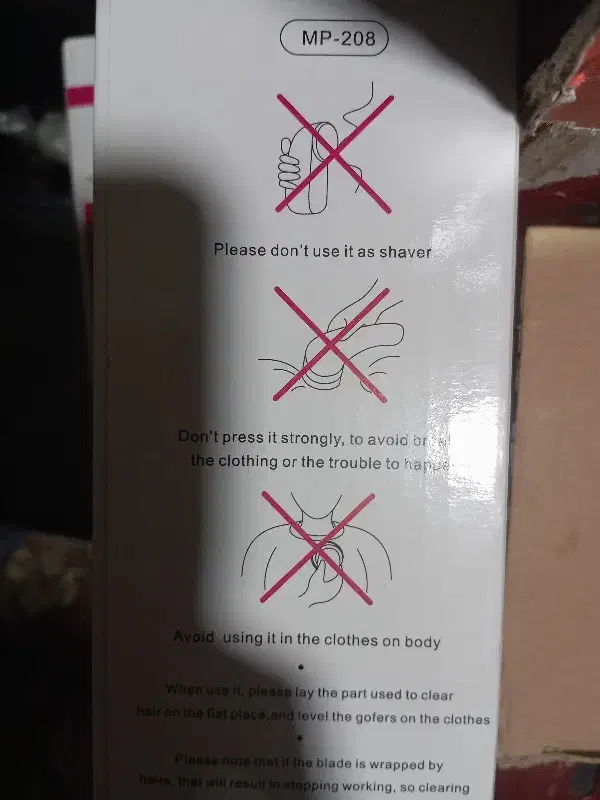 MP-208
Please don't use it as shaver
Don't press it strongly, to avoid
the clothing or the trouble to happe
Avoid using it in the clothes on body
•
When use it, please lay the part used to clear
hair on the flat place,and level the gofers on the clothes
•
Please note that if the blade is wrapped by
hairs, that will result in stopping working, so clearing